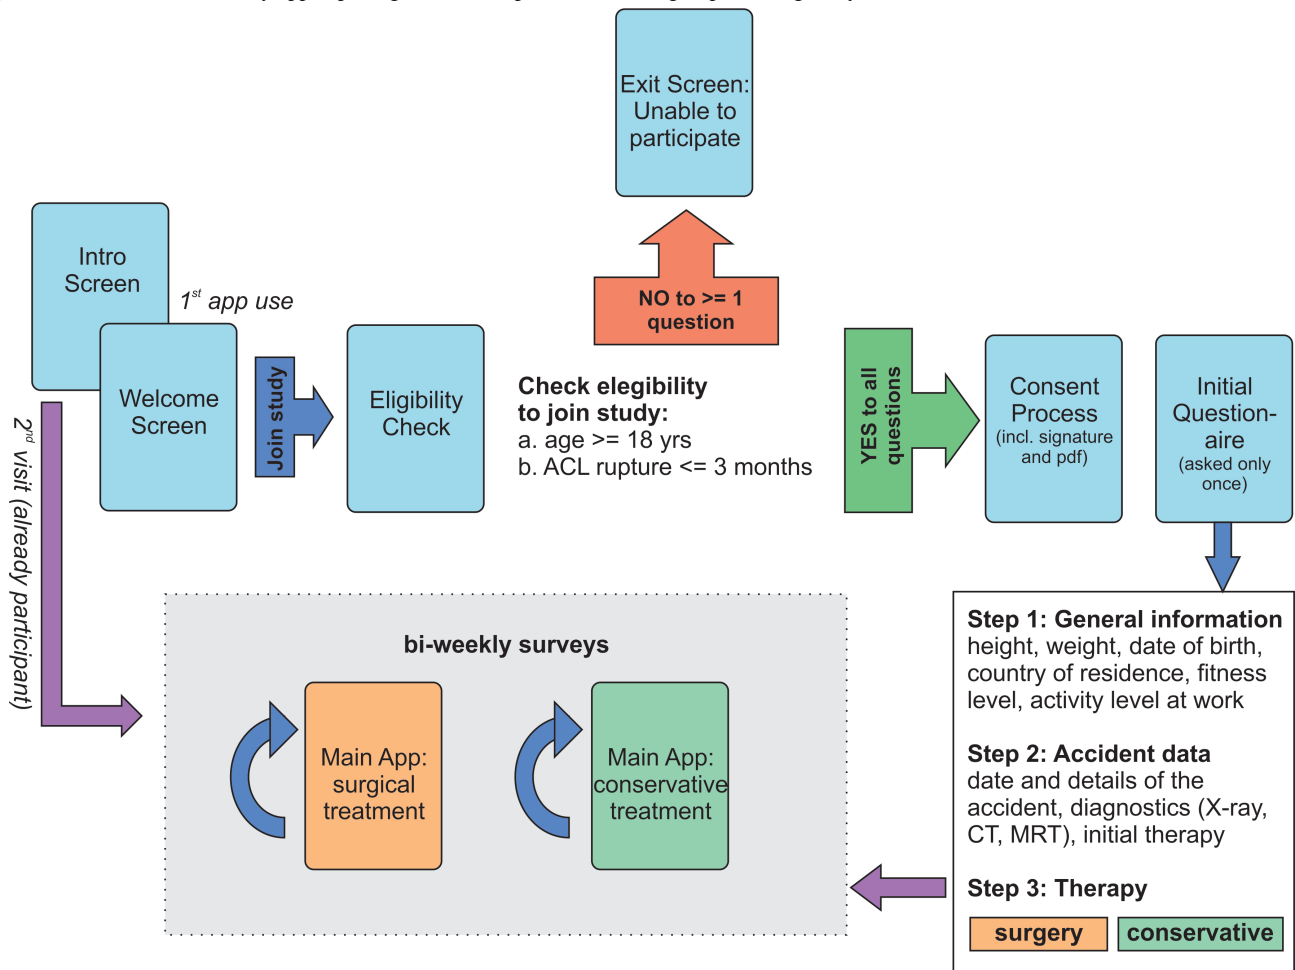 Exit Screen:
Unable to
participate
Intro
Screen
1st app use
NO to >= 1
question
Welcome
Screen
Join study
Eligibility
Check
Check elegibility
to join study:
a. age >= 18 yrs
b. ACL rupture <= 3 months
YES to all
questions
Consent
Process
(incl. signature
and pdf)
Initial
Question-
aire
(asked only
once)
2nd visit (already participant)
bi-weekly surveys
Main App:
surgical
treatment
Main App:
conservative
treatment
Step 1: General information
height, weight, date of birth,
country of residence, fitness
level, activity level at work
Step 2: Accident data
date and details of the
accident, diagnostics (X-ray,
CT, MRT), initial therapy
Step 3: Therapy
surgery
conservative